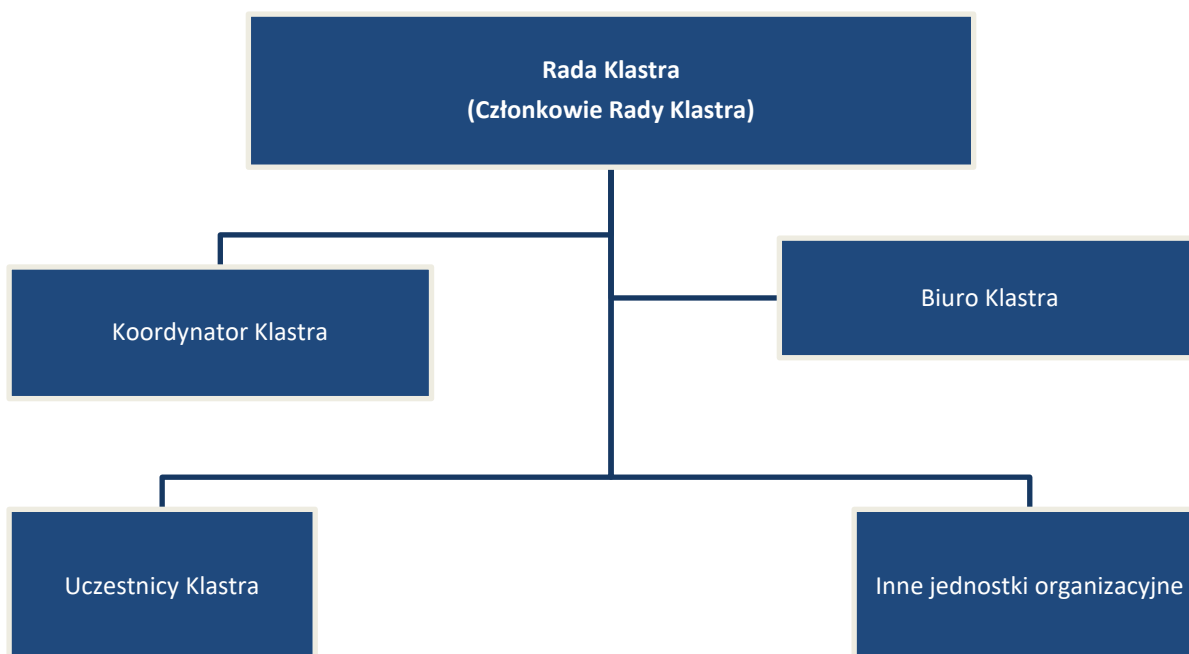 Rada Klastra
(Członkowie Rady Klastra)
Koordynator Klastra
Biuro Klastra
Uczestnicy Klastra
Inne jednostki organizacyjne